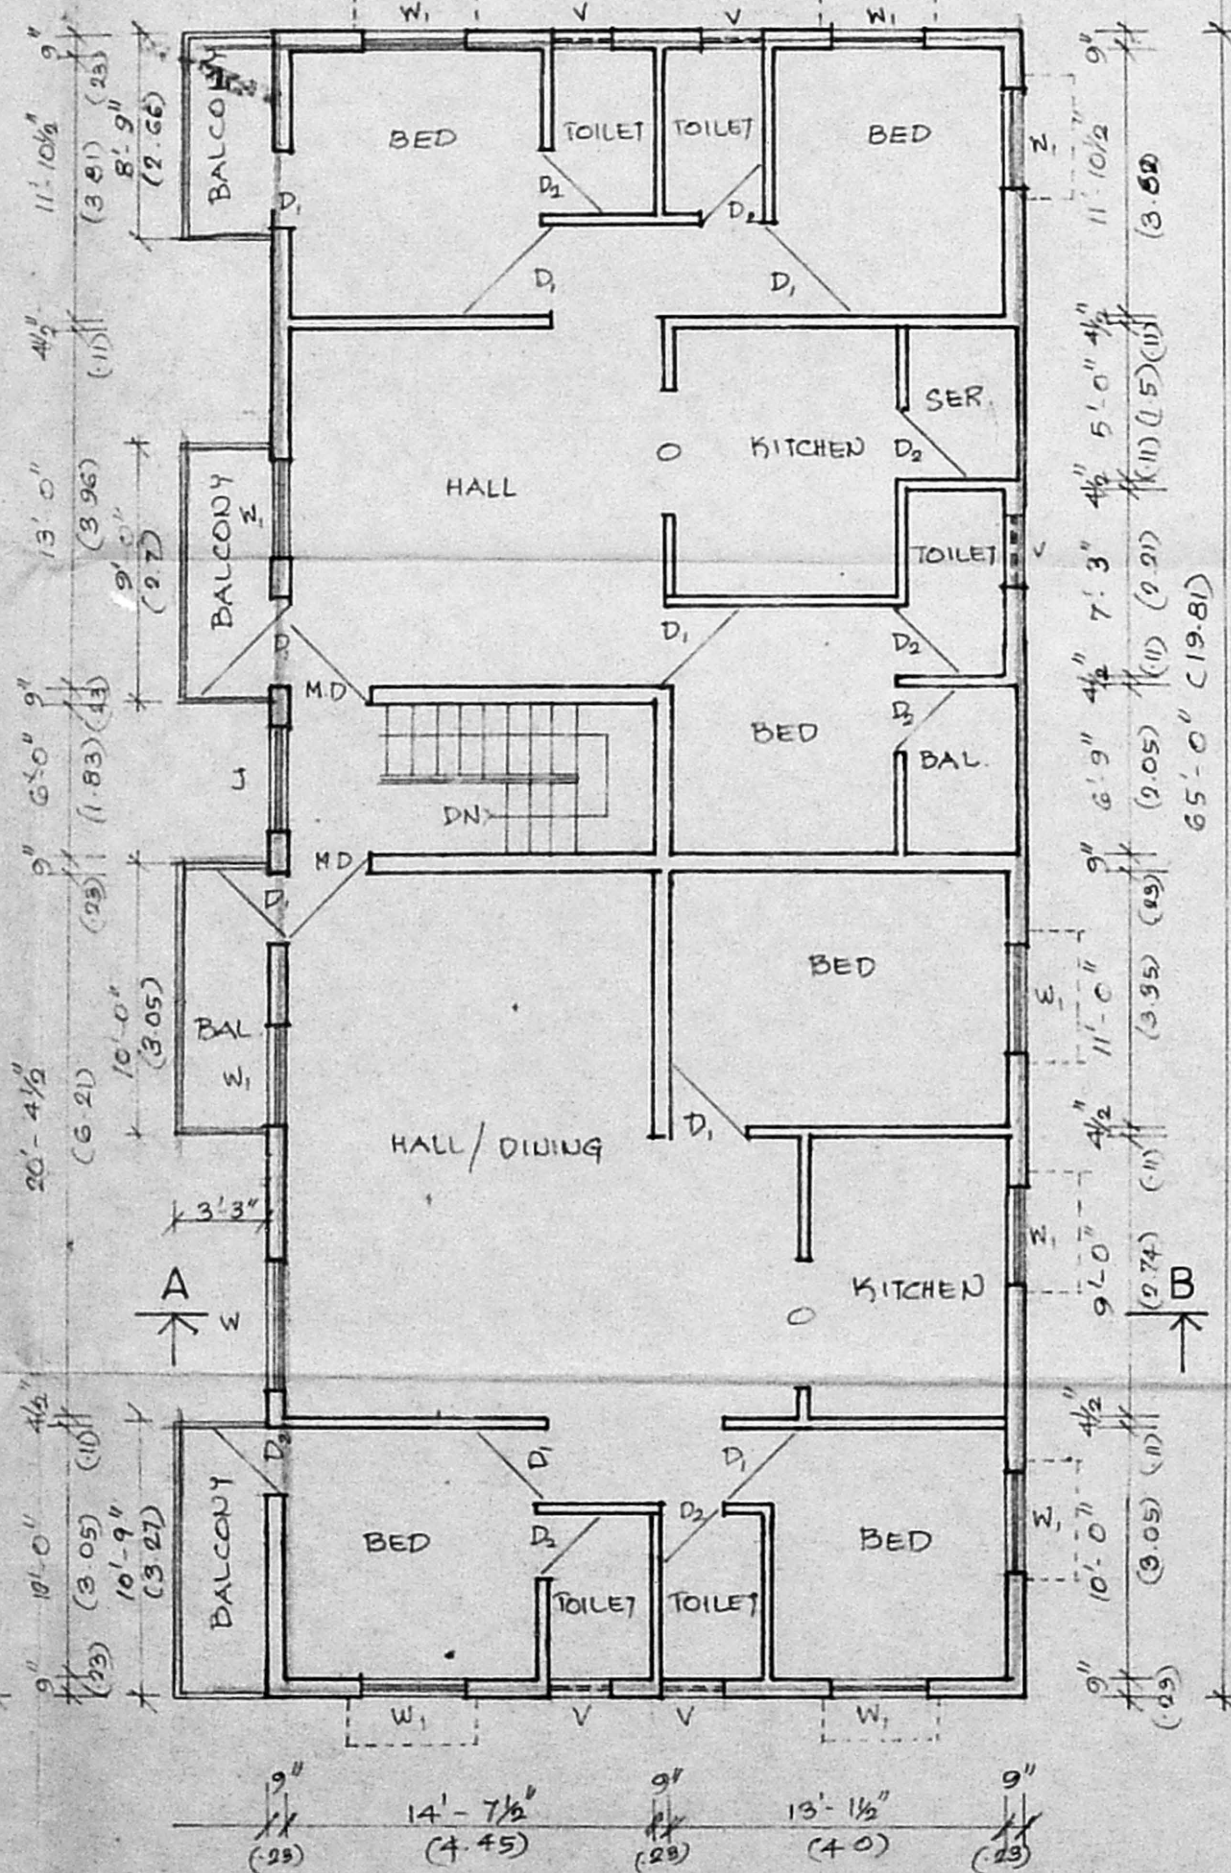 W1 V V W1
BALCONY
BED
TOILET
TOILET
BED
D1
D2
D2
D1
D1
W1
SER.
KITCHEN
D2
O
HALL
BALCONY
W1
TOILET
V
D1
D2
D
M.D
BED
D2
BAL.
DN
U
M.D
D1
BED
W1
BAL
W1
D1
HALL / DINING
3'-3"
A
W
KITCHEN
W1
O
B
D2
D1
D1
BALCONY
BED
D2
D2
BED
W1
TOILET
TOILET
W1 V V W1
9"
(.23)
11'-10½"
(3.81)
8'-9"
(2.66)
4½"
(.11)
13'-0"
(3.96)
9'-0"
(2.7)
9"
6'-0"
(1.83)
9"
(.23)
20'-4½"
(6.21)
10'-0"
(3.05)
4½"
(.11)
10'-0"
(3.05)
10'-9"
(3.27)
9"
(.23)
9"
11'-10½"
4½"
(.11)
5'-0"
(1.5)
4½"
(.11)
7'-3"
(2.21)
4½"
(.11)
6'-9"
(2.05)
9"
(.23)
11'-0"
(3.35)
4½"
(.11)
9'-0"
(2.74)
4½"
(.11)
10'-0"
(3.05)
9"
(.23)
65'-0" (19.81)
9" 14'-7½" 9" 13'-1½" 9"
(.23) (4.45) (.23) (4.0) (.23)